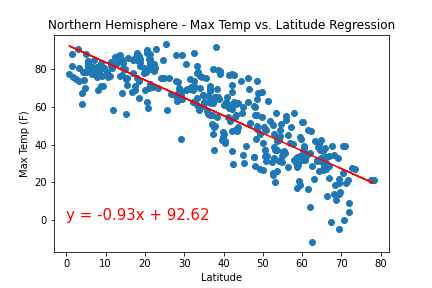 Northern Hemisphere - Max Temp vs. Latitude Regression
Max Temp (F)
80
60
40
20
0
y = -0.93x + 92.62
0 10 20 30 40 50 60 70 80
Latitude